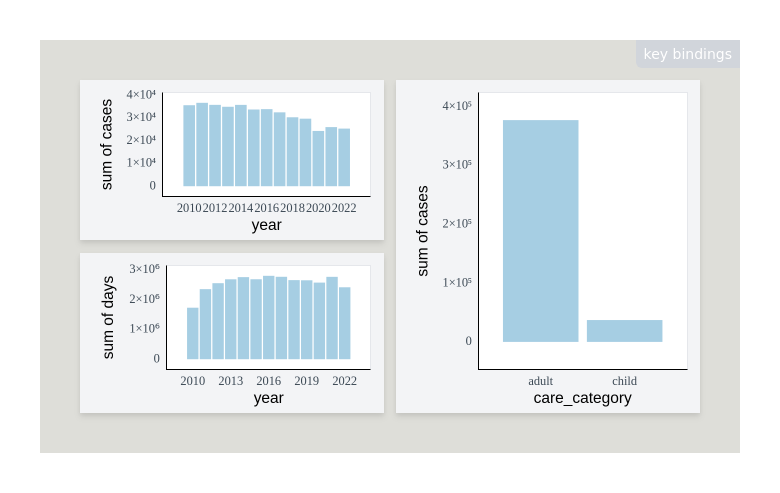 key bindings
sum of cases
4×10⁴
3×10⁴
2×10⁴
1×10⁴
0
2010 2012 2014 2016 2018 2020 2022
year
sum of days
3×10⁶
2×10⁶
1×10⁶
0
2010 2013 2016 2019 2022
year
sum of cases
4×10⁵
3×10⁵
2×10⁵
1×10⁵
0
adult child
care_category